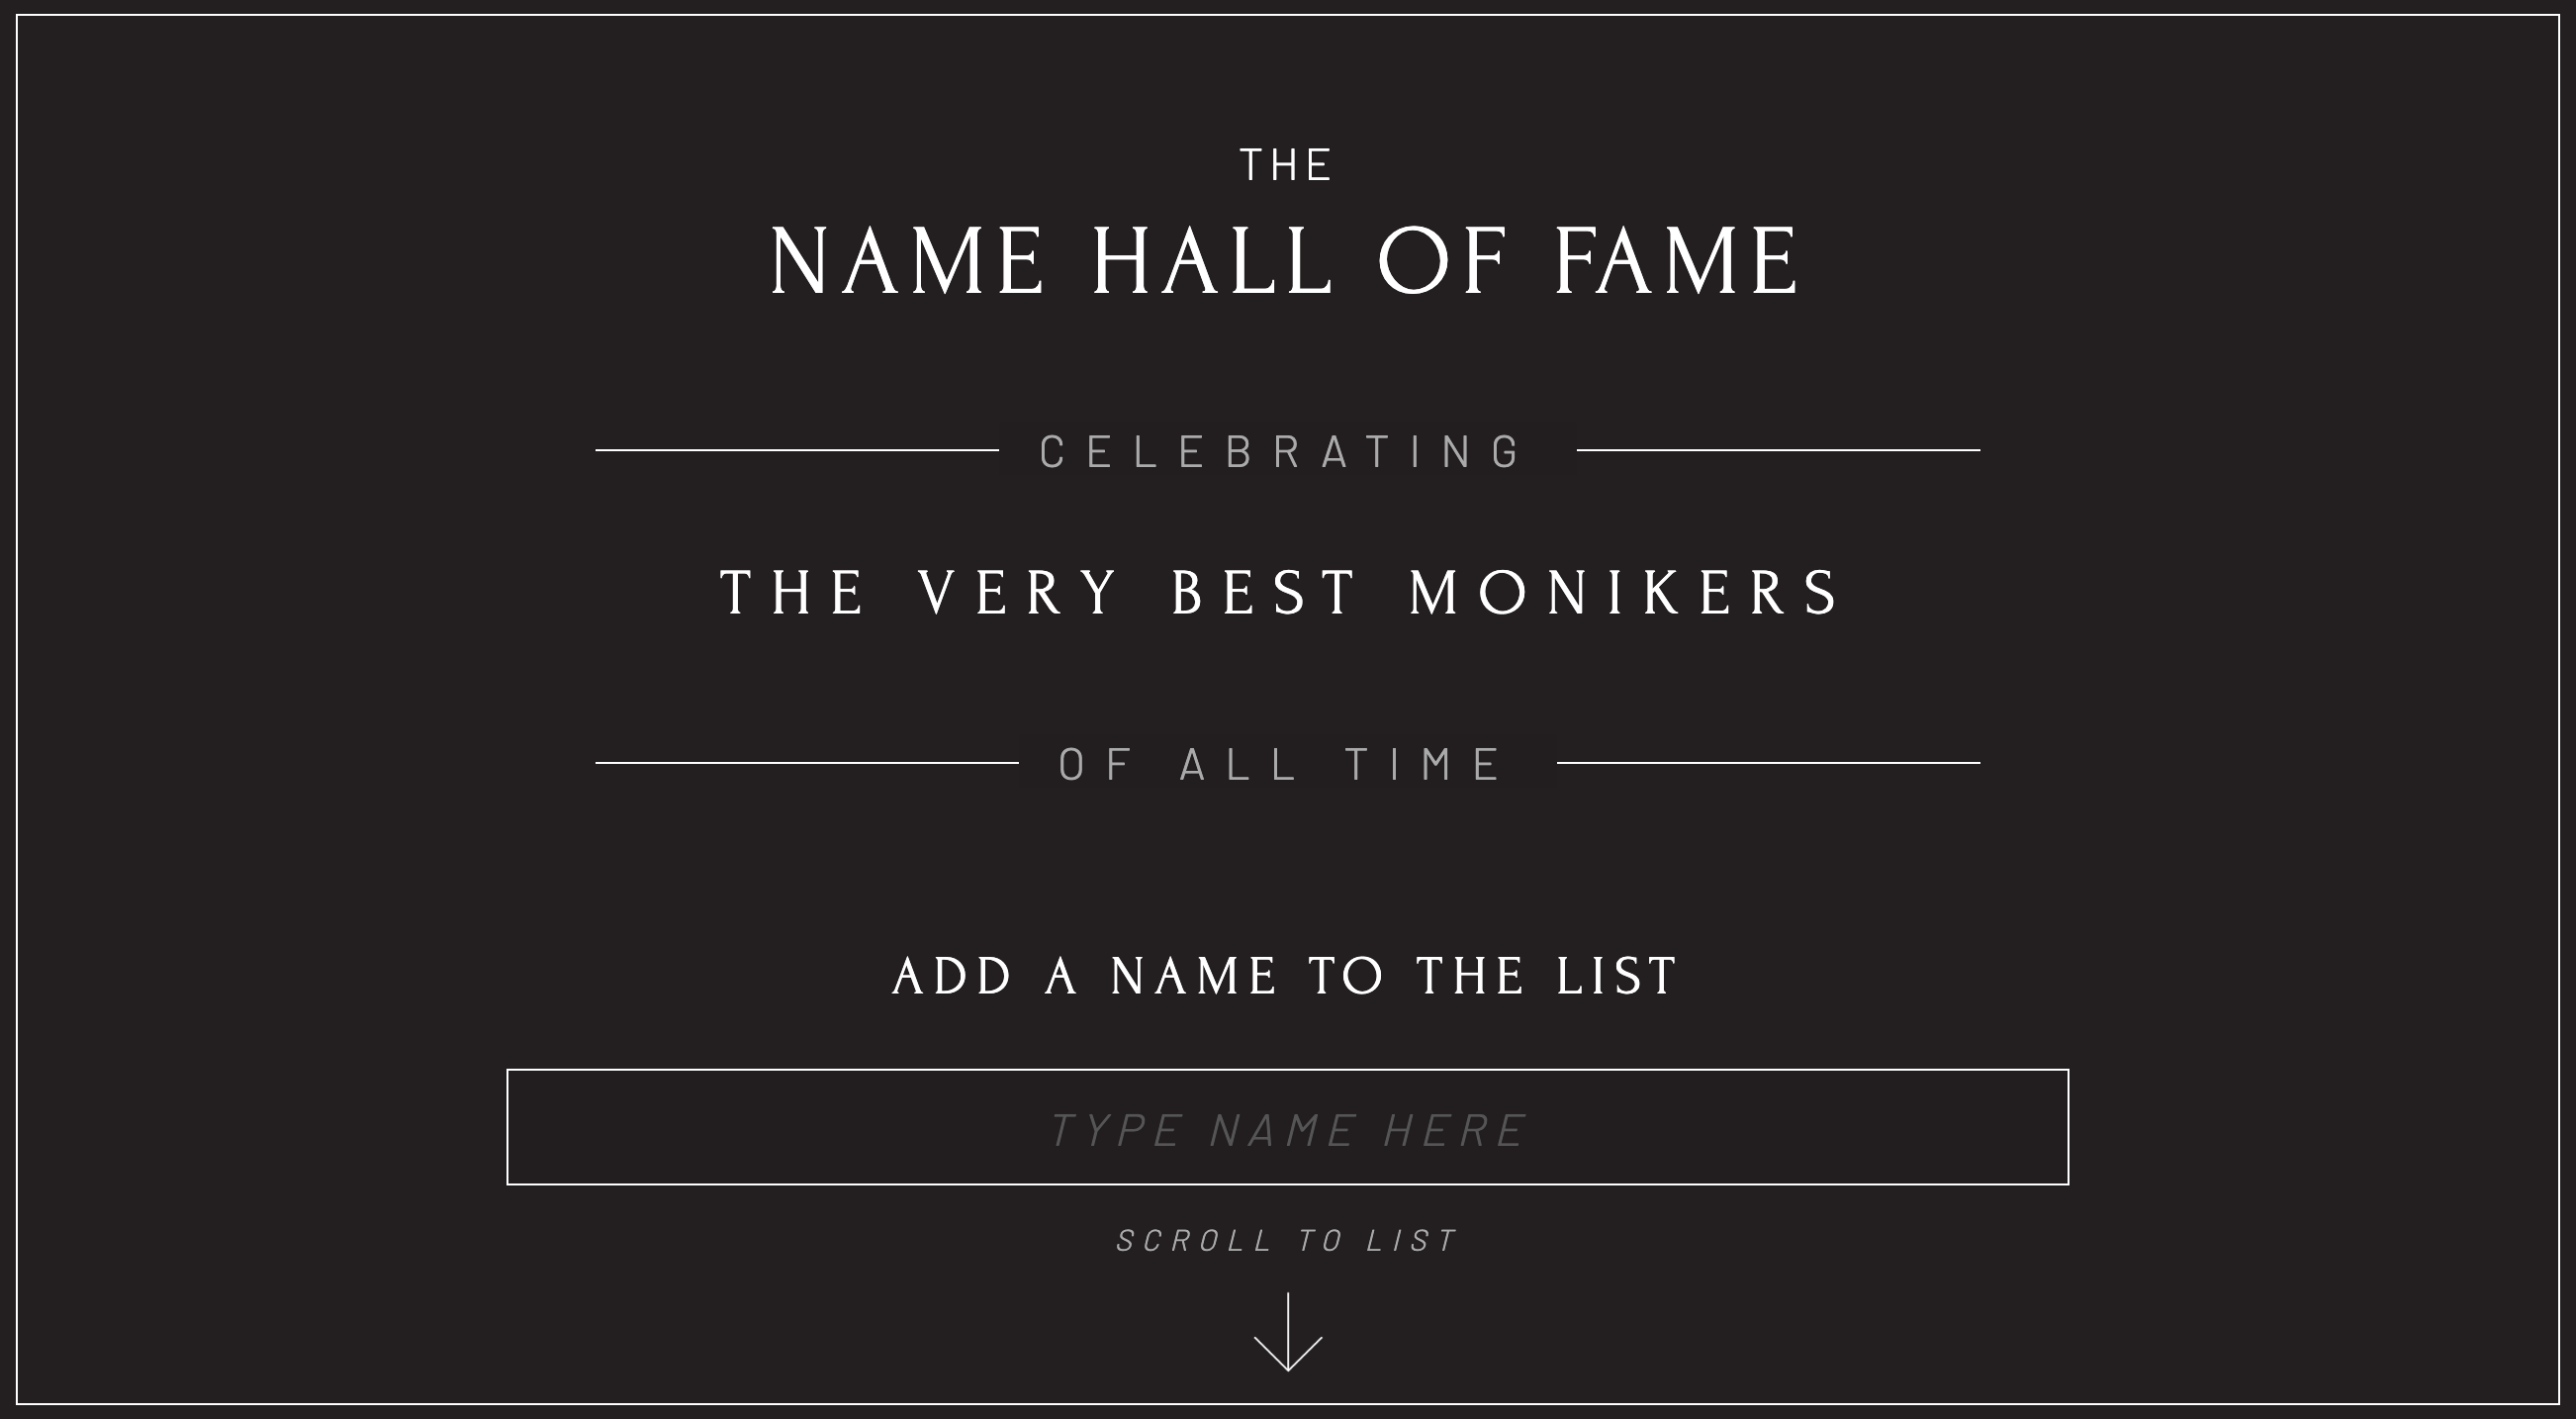 THE
NAME HALL OF FAME
CELEBRATING
THE VERY BEST MONIKERS
OF ALL TIME
ADD A NAME TO THE LIST
TYPE NAME HERE
SCROLL TO LIST